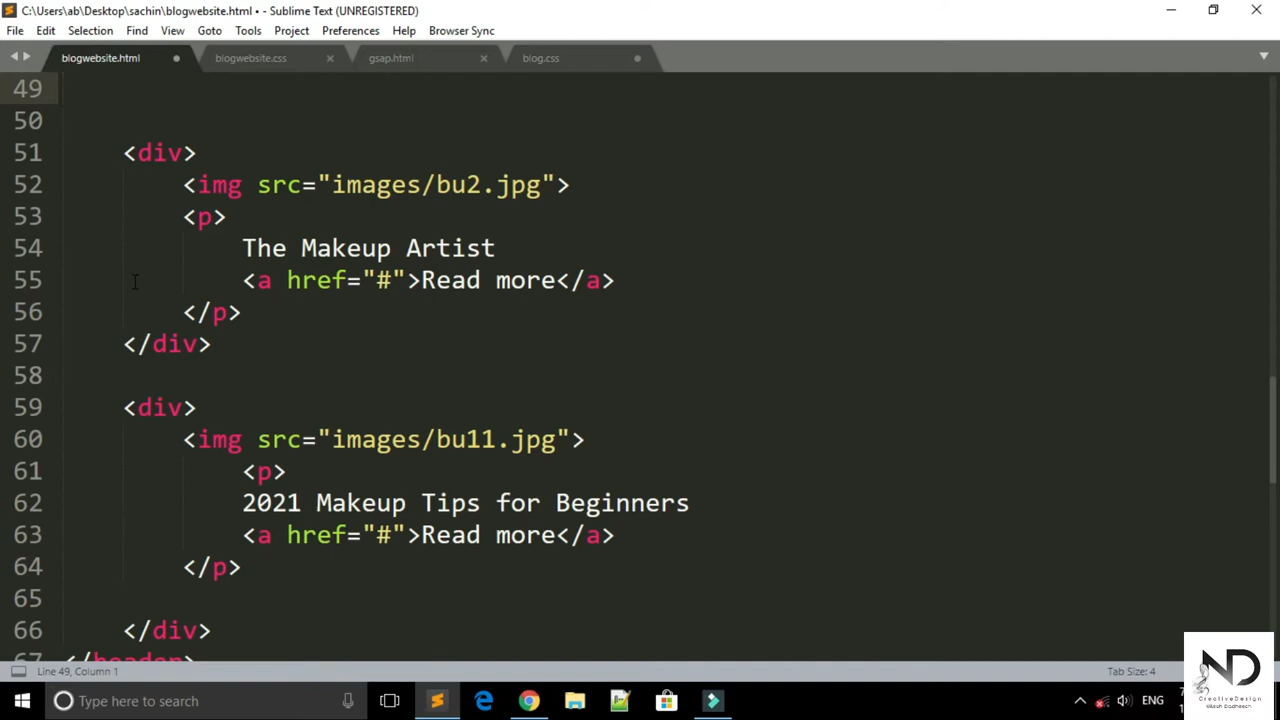 C:\Users\ab\Desktop\sachin\blogwebsite.html • - Sublime Text (UNREGISTERED)
File Edit Selection Find View Goto Tools Project Preferences Help Browser Sync
blogwebsite.html blogwebsite.css gsap.html blog.css
49
50
51 <div>
52 <img src="images/bu2.jpg">
53 <p>
54 The Makeup Artist
55 <a href="#">Read more</a>
56 </p>
57 </div>
58
59 <div>
60 <img src="images/bu11.jpg">
61 <p>
62 2021 Makeup Tips for Beginners
63 <a href="#">Read more</a>
64 </p>
65
66 </div>
67 </header>
Line 49, Column 1 Tab Size: 4
ND
CreativeDesign
Type here to search ENG